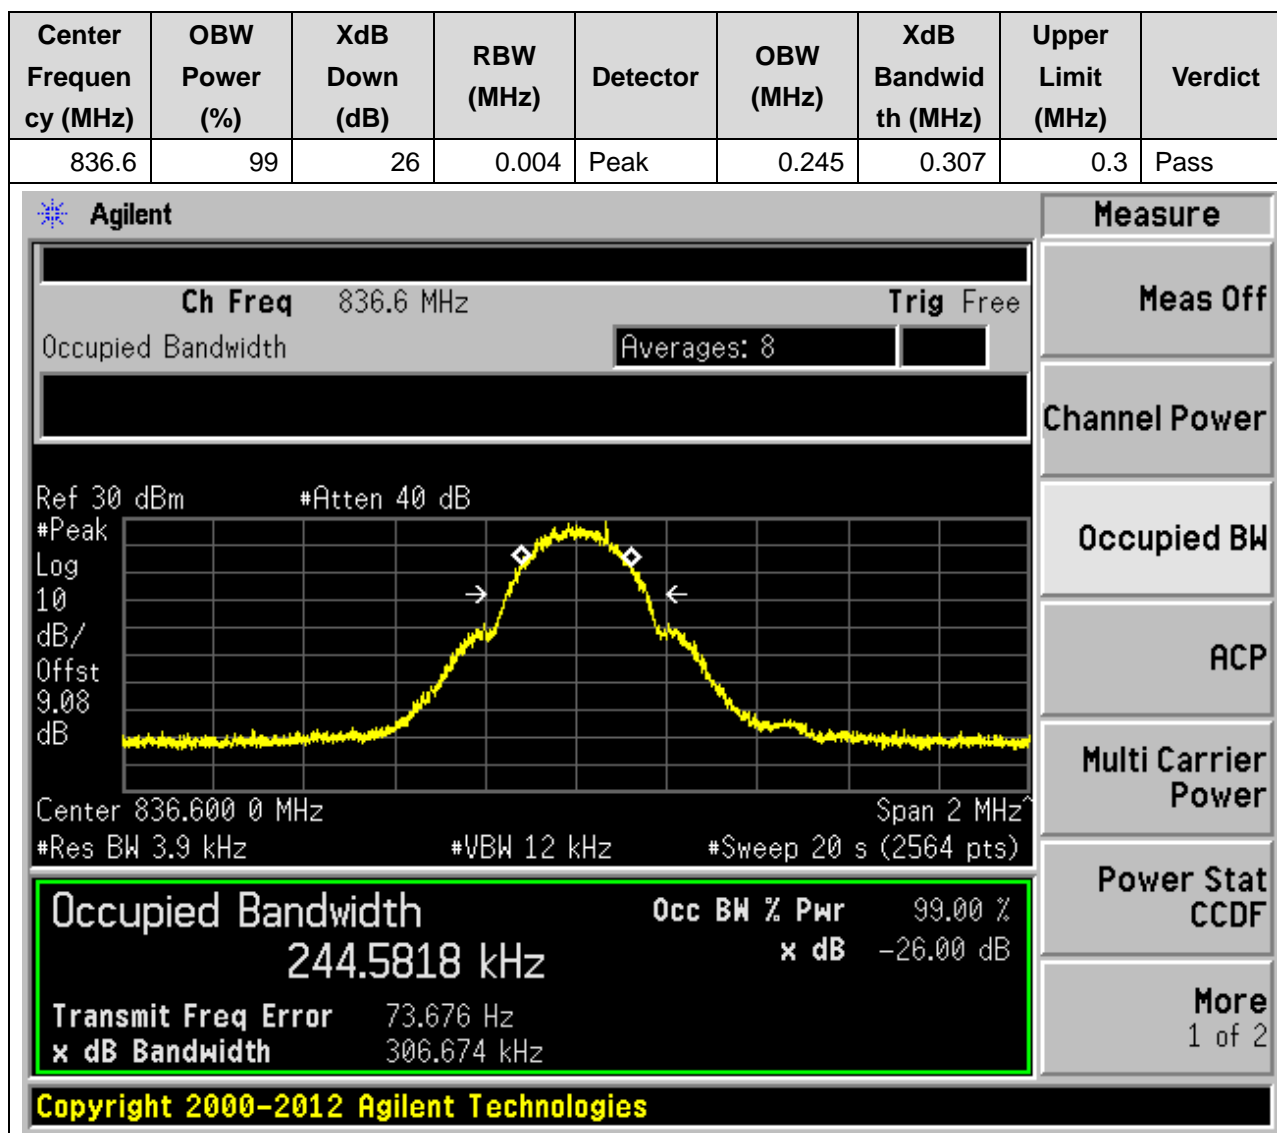 Center Frequen cy (MHz) | OBW Power (%) | XdB Down (dB) | RBW (MHz) | Detector | OBW (MHz) | XdB Bandwid th (MHz) | Upper Limit (MHz) | Verdict
836.6 | 99 | 26 | 0.004 | Peak | 0.245 | 0.307 | 0.3 | Pass
Agilent
Measure
Ch Freq 836.6 MHz Trig Free
Occupied Bandwidth Averages: 8
Ref 30 dBm #Atten 40 dB
#Peak
Log
10
dB/
Offst
9.08
dB
Center 836.600 0 MHz Span 2 MHz^
#Res BW 3.9 kHz #VBW 12 kHz #Sweep 20 s (2564 pts)
Occupied Bandwidth Occ BW % Pwr 99.00 %
244.5818 kHz x dB -26.00 dB
Transmit Freq Error 73.676 Hz
x dB Bandwidth 306.674 kHz
Meas Off
Channel Power
Occupied BW
ACP
Multi Carrier
Power
Power Stat
CCDF
More
1 of 2
Copyright 2000-2012 Agilent Technologies